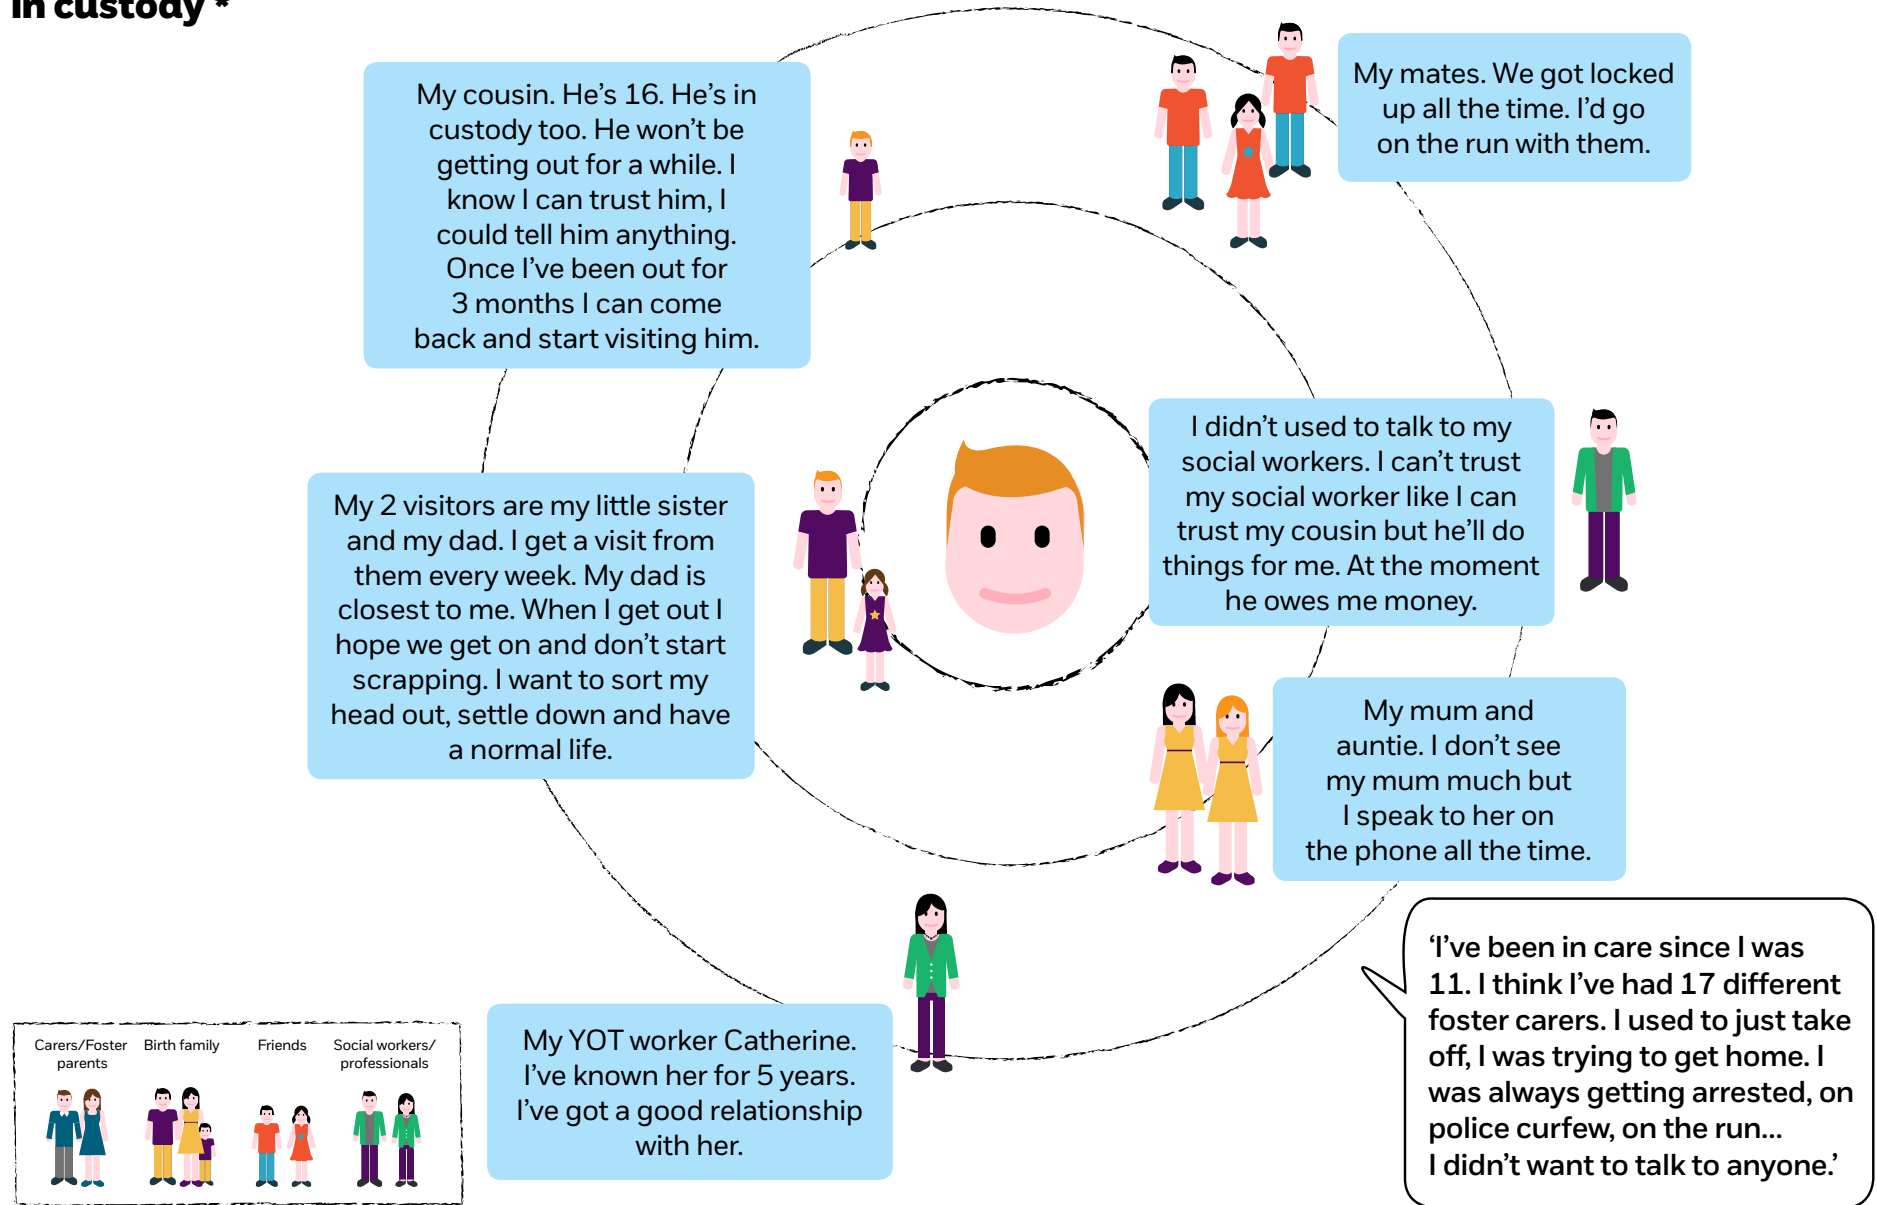 in custody *
My cousin. He’s 16. He’s in
custody too. He won’t be
getting out for a while. I
know I can trust him, I
could tell him anything.
Once I’ve been out for
3 months I can come
back and start visiting him.
My mates. We got locked
up all the time. I’d go
on the run with them.
I didn’t used to talk to my
social workers. I can’t trust
my social worker like I can
trust my cousin but he’ll do
things for me. At the moment
he owes me money.
My 2 visitors are my little sister
and my dad. I get a visit from
them every week. My dad is
closest to me. When I get out I
hope we get on and don’t start
scrapping. I want to sort my
head out, settle down and have
a normal life.
My mum and
auntie. I don’t see
my mum much but
I speak to her on
the phone all the time.
‘I’ve been in care since I was
11. I think I’ve had 17 different
foster carers. I used to just take
off, I was trying to get home. I
was always getting arrested, on
police curfew, on the run...
I didn’t want to talk to anyone.’
My YOT worker Catherine.
I’ve known her for 5 years.
I’ve got a good relationship
with her.
Carers/Foster
parents
Birth family
Friends
Social workers/
professionals